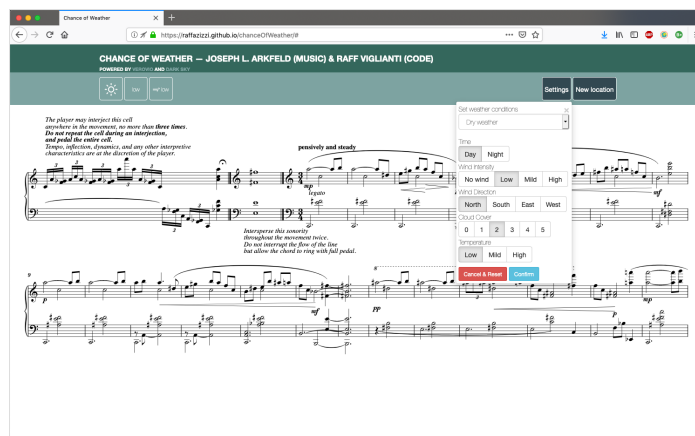 Chance of Weather
https://raffazizzi.github.io/chanceOfWeather/#
CHANCE OF WEATHER — JOSEPH L. ARKFELD (MUSIC) & RAFF VIGLIANTI (CODE)
POWERED BY VEROVIO AND DARK SKY
Settings
New location
Set weather conditions
Dry weather
Time
Day Night
Wind Intensity
No wind Low Mild High
Wind Direction
North South East West
Cloud Cover
0 1 2 3 4 5
Temperature
Low Mild High
Cancel & Reset Confirm
The player may interject this cell
anywhere in the movement, no more than three times.
Do not repeat the cell during an interjection,
and pedal the entire cell.
Tempo, inflection, dynamics, and any other interpretive
characteristics are at the discretion of the player.
pensively and steady
mp
legato
mf
Intersperse this sonority
throughout the movement twice.
Do not interrupt the flow of the line
but allow the chord to ring with full pedal.
9
p
mf
pp
p
mp